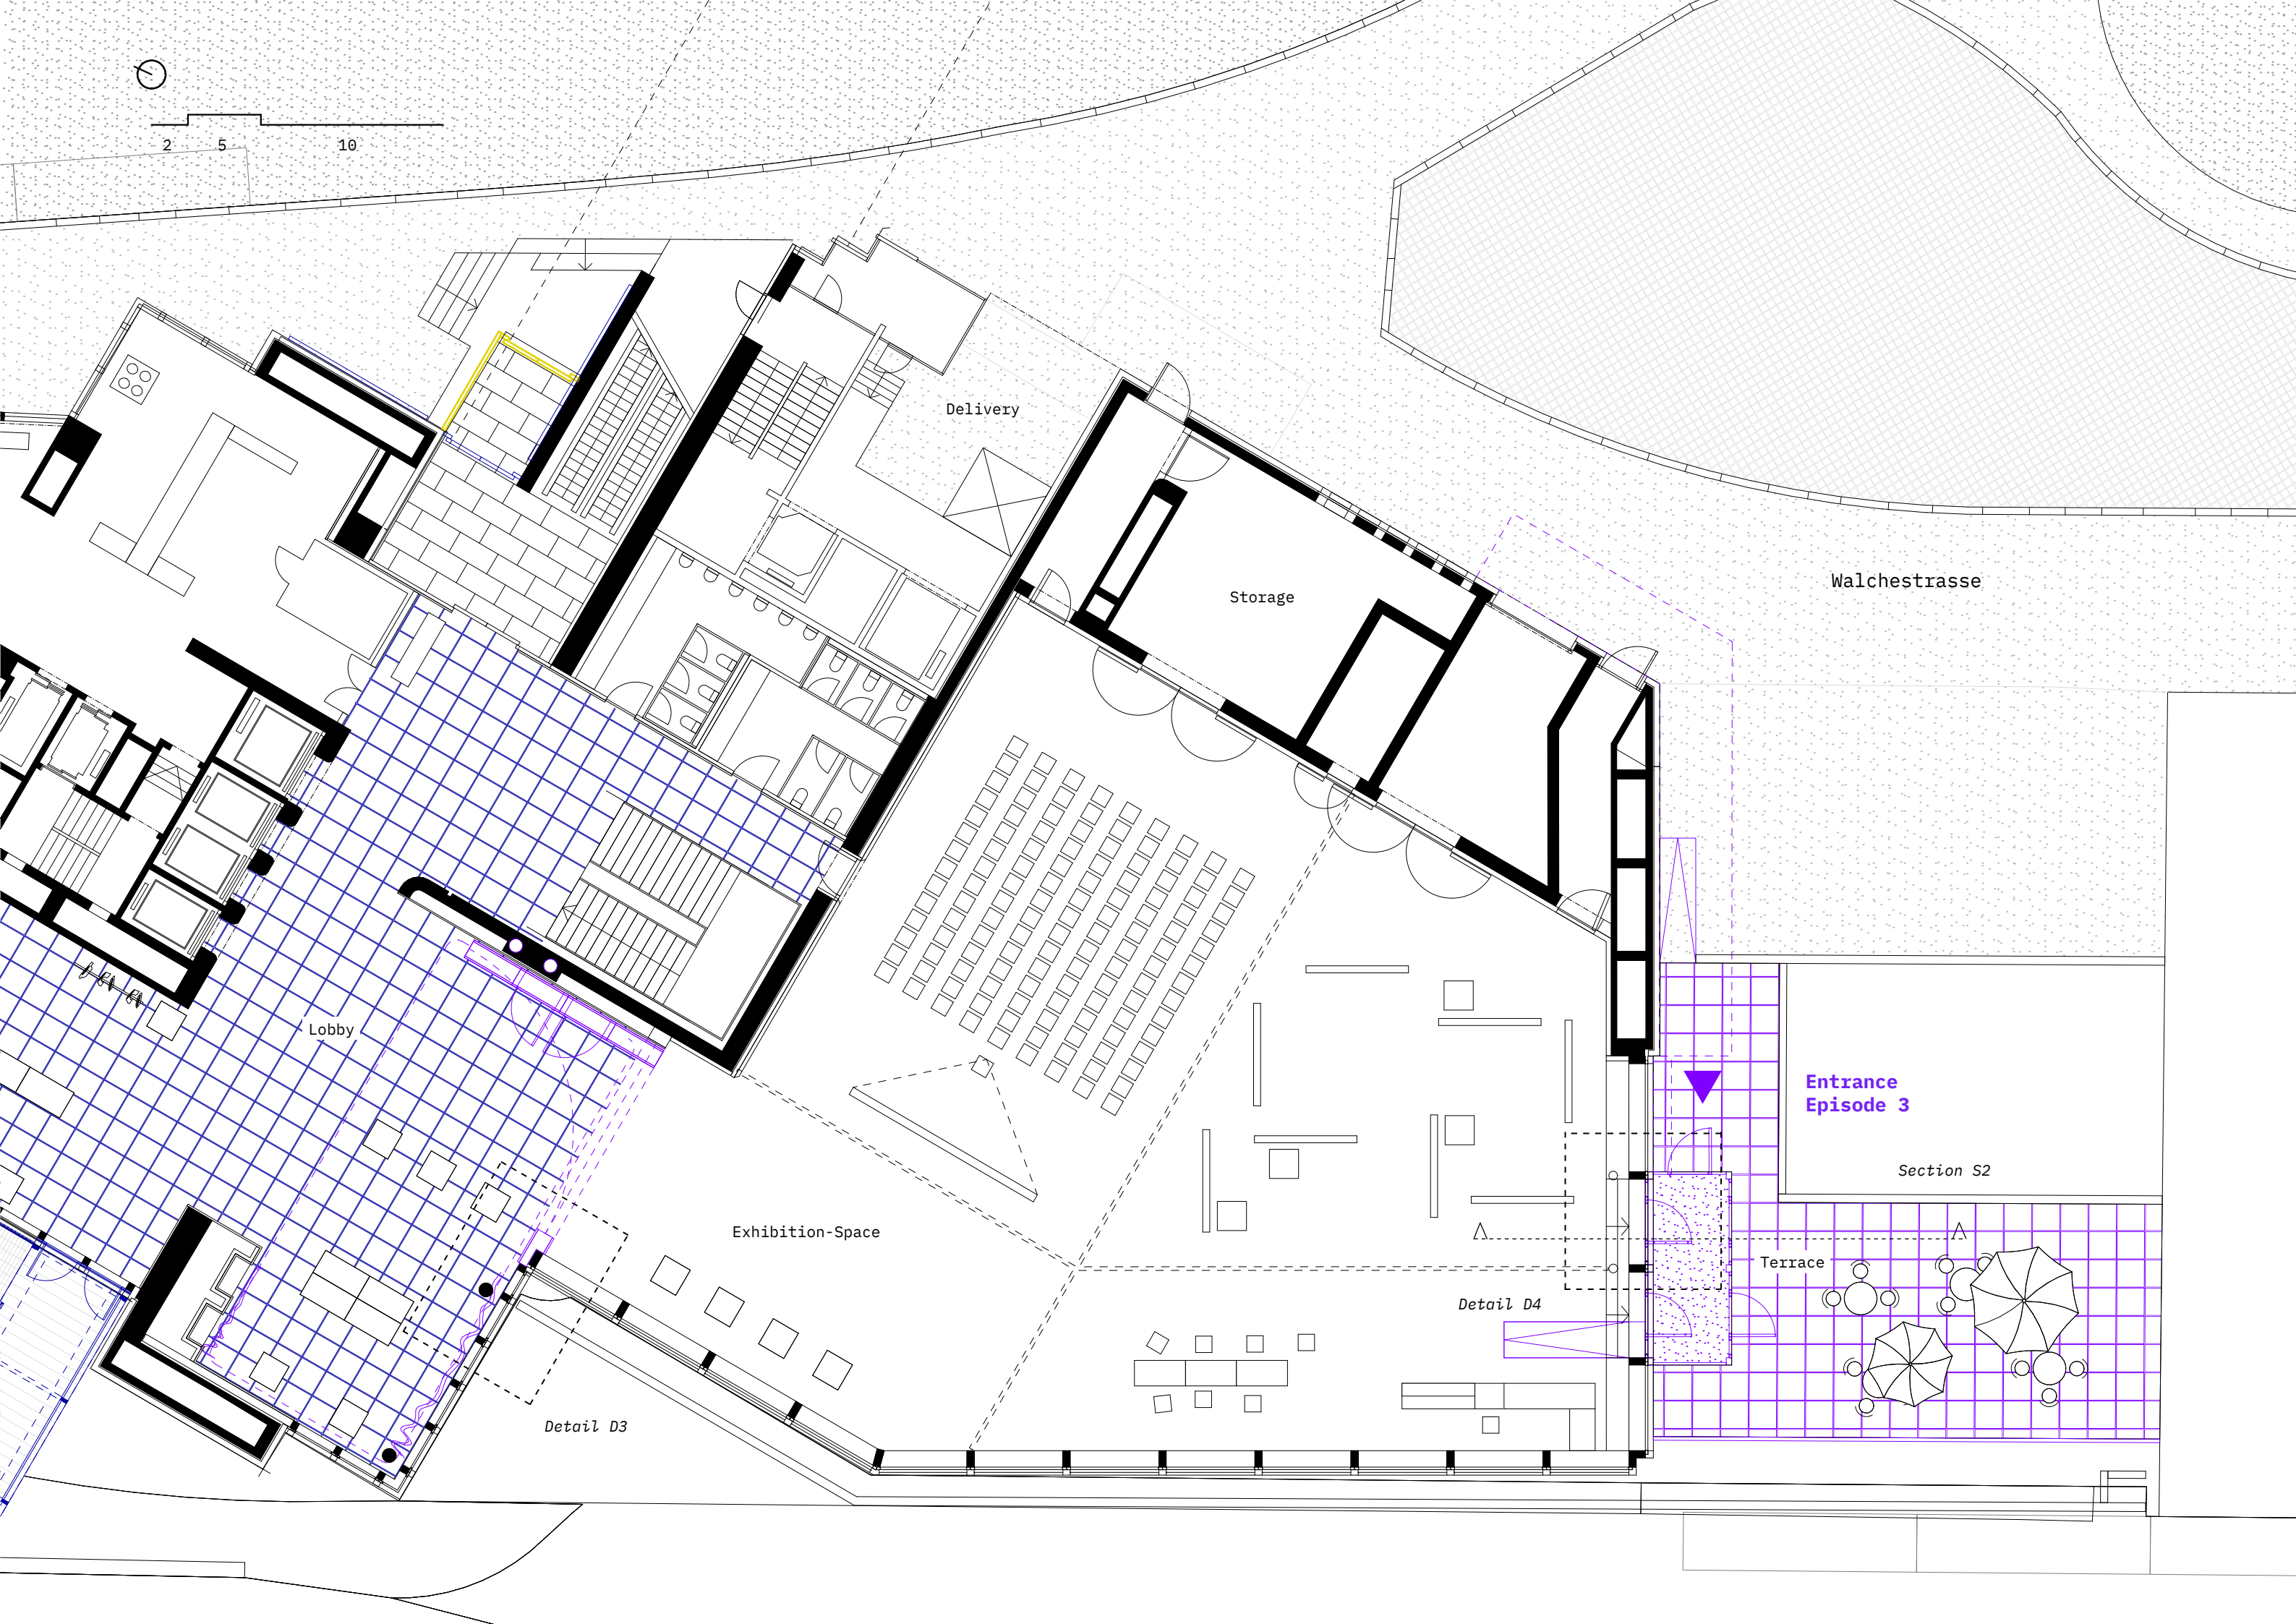 2 5 10
Delivery
Storage
Walchestrasse
Lobby
Entrance
Episode 3
Section S2
Exhibition-Space
Terrace
Detail D4
Detail D3